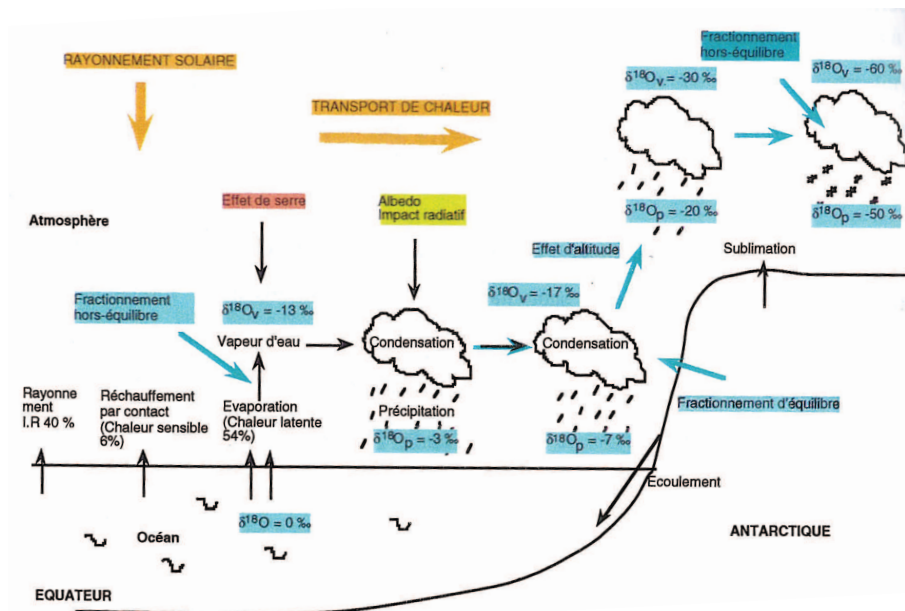 RAYONNEMENT SOLAIRE
TRANSPORT DE CHALEUR
Fractionnement
hors-équilibre
δ18Ov = -30 ‰
δ18Ov = -60 ‰
Effet de serre
Albedo
Impact radiatif
Atmosphère
δ18Op = -20 ‰
δ18Op = -50 ‰
Effet d'altitude
Sublimation
Fractionnement
hors-équilibre
δ18Ov = -13 ‰
δ18Ov = -17 ‰
Vapeur d'eau
Condensation
Condensation
Rayonne
ment
I.R 40 %
Réchauffement
par contact
(Chaleur sensible
6%)
Evaporation
(Chaleur latente
54%)
Précipitation
δ18Op = -3 ‰
δ18Op = -7 ‰
Fractionnement d'équilibre
Ecoulement
δ18O = 0 ‰
Océan
ANTARCTIQUE
EQUATEUR